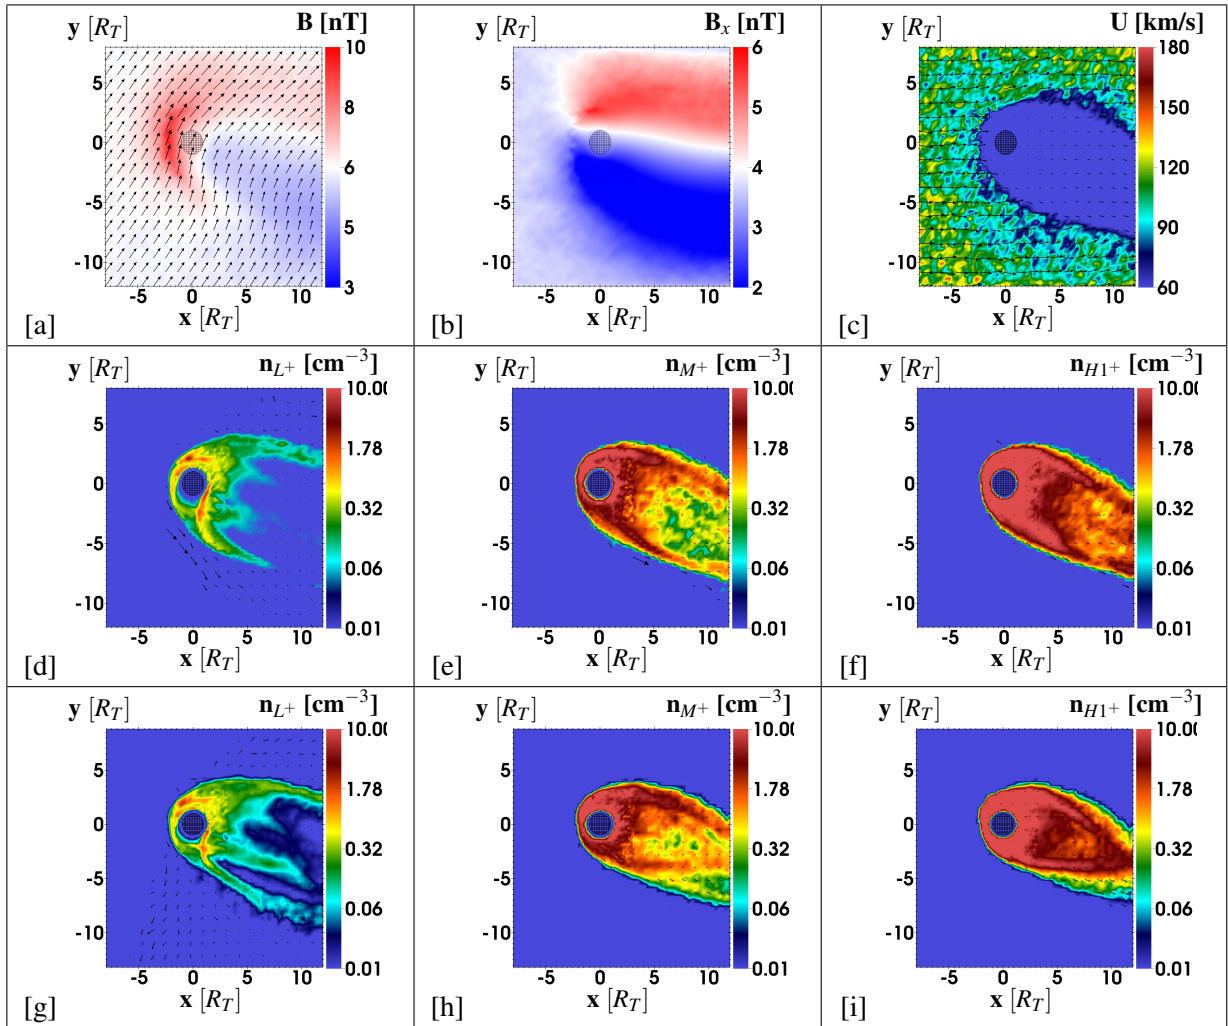 y [R_T] B [nT]
10
5
8
0
6
-5
5
-10
3
-5 0 5 10
x [R_T]
[a]
y [R_T] B_x [nT]
6
5
5
0
4
-5
3
-10
2
-5 0 5 10
x [R_T]
[b]
y [R_T] U [km/s]
180
5
150
0
120
-5
90
-10
60
-5 0 5 10
x [R_T]
[c]
y [R_T] n_{L+} [cm^{−3}]
10.00
5
1.78
0
0.32
-5
0.06
-10
0.01
-5 0 5 10
x [R_T]
[d]
y [R_T] n_{M+} [cm^{−3}]
10.00
5
1.78
0
0.32
-5
0.06
-10
0.01
-5 0 5 10
x [R_T]
[e]
y [R_T] n_{H1+} [cm^{−3}]
10.00
5
1.78
0
0.32
-5
0.06
-10
0.01
-5 0 5 10
x [R_T]
[f]
y [R_T] n_{L+} [cm^{−3}]
10.00
5
1.78
0
0.32
-5
0.06
-10
0.01
-5 0 5 10
x [R_T]
[g]
y [R_T] n_{M+} [cm^{−3}]
10.00
5
1.78
0
0.32
-5
0.06
-10
0.01
-5 0 5 10
x [R_T]
[h]
y [R_T] n_{H1+} [cm^{−3}]
10.00
5
1.78
0
0.32
-5
0.06
-10
0.01
-5 0 5 10
x [R_T]
[i]